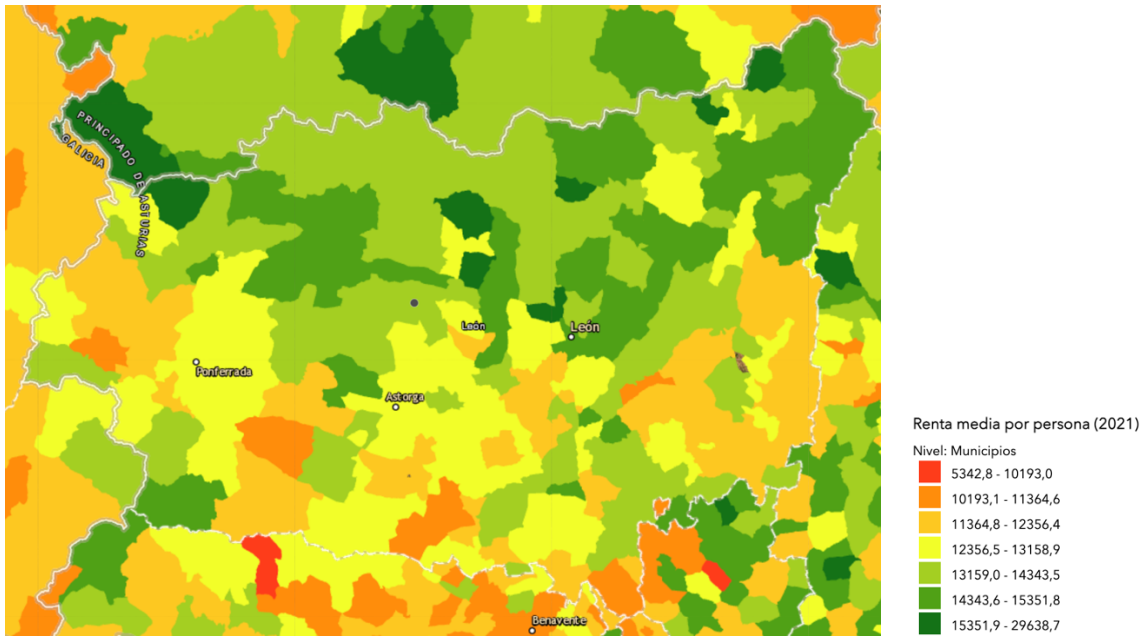 PRINCIPADO DE ASTURIAS
GALICIA
León
León
Ponferrada
Astorga
Benavente
Renta media por persona (2021)
Nivel: Municipios
5342,8 - 10193,0
10193,1 - 11364,6
11364,8 - 12356,4
12356,5 - 13158,9
13159,0 - 14343,5
14343,6 - 15351,8
15351,9 - 29638,7